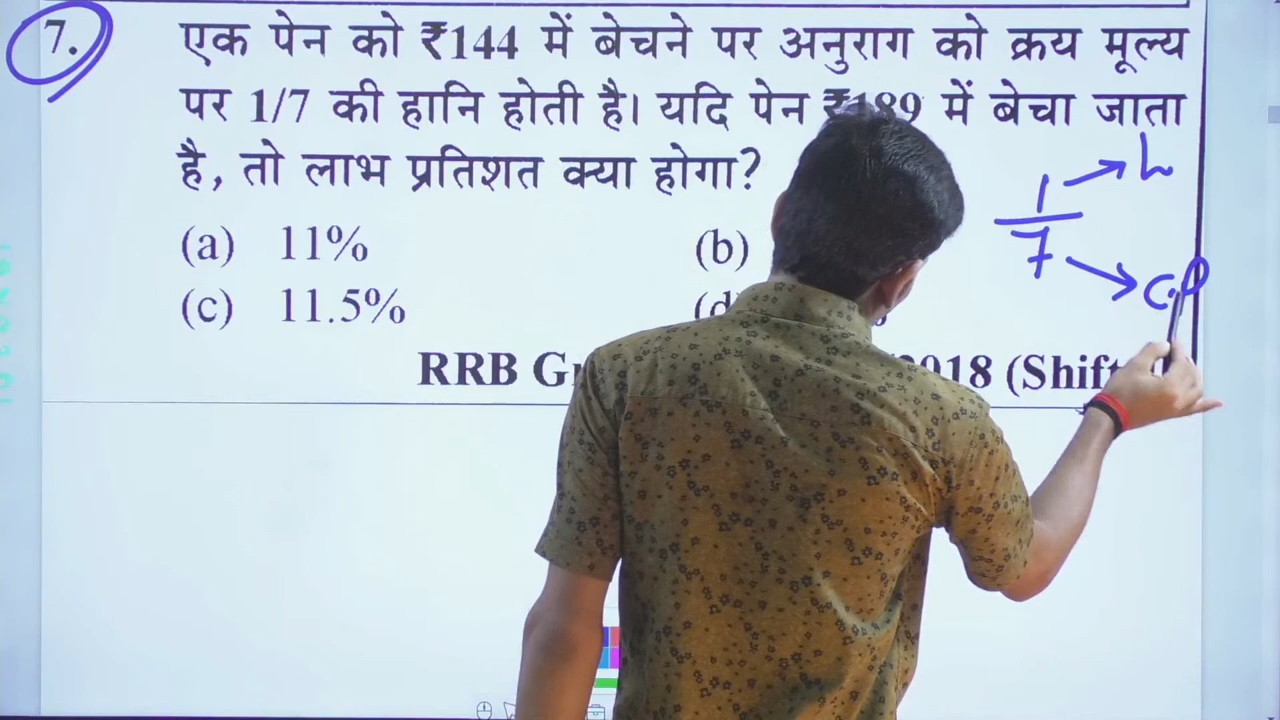 7. एक पेन को ₹144 में बेचने पर अनुराग को क्रय मूल्य
पर 1/7 की हानि होती है। यदि पेन ₹189 में बेचा जाता
है, तो लाभ प्रतिशत क्या होगा?
1/7 → L
→ C.P
(a) 11% (b)
(c) 11.5% (d
RRB 2018 (Shift